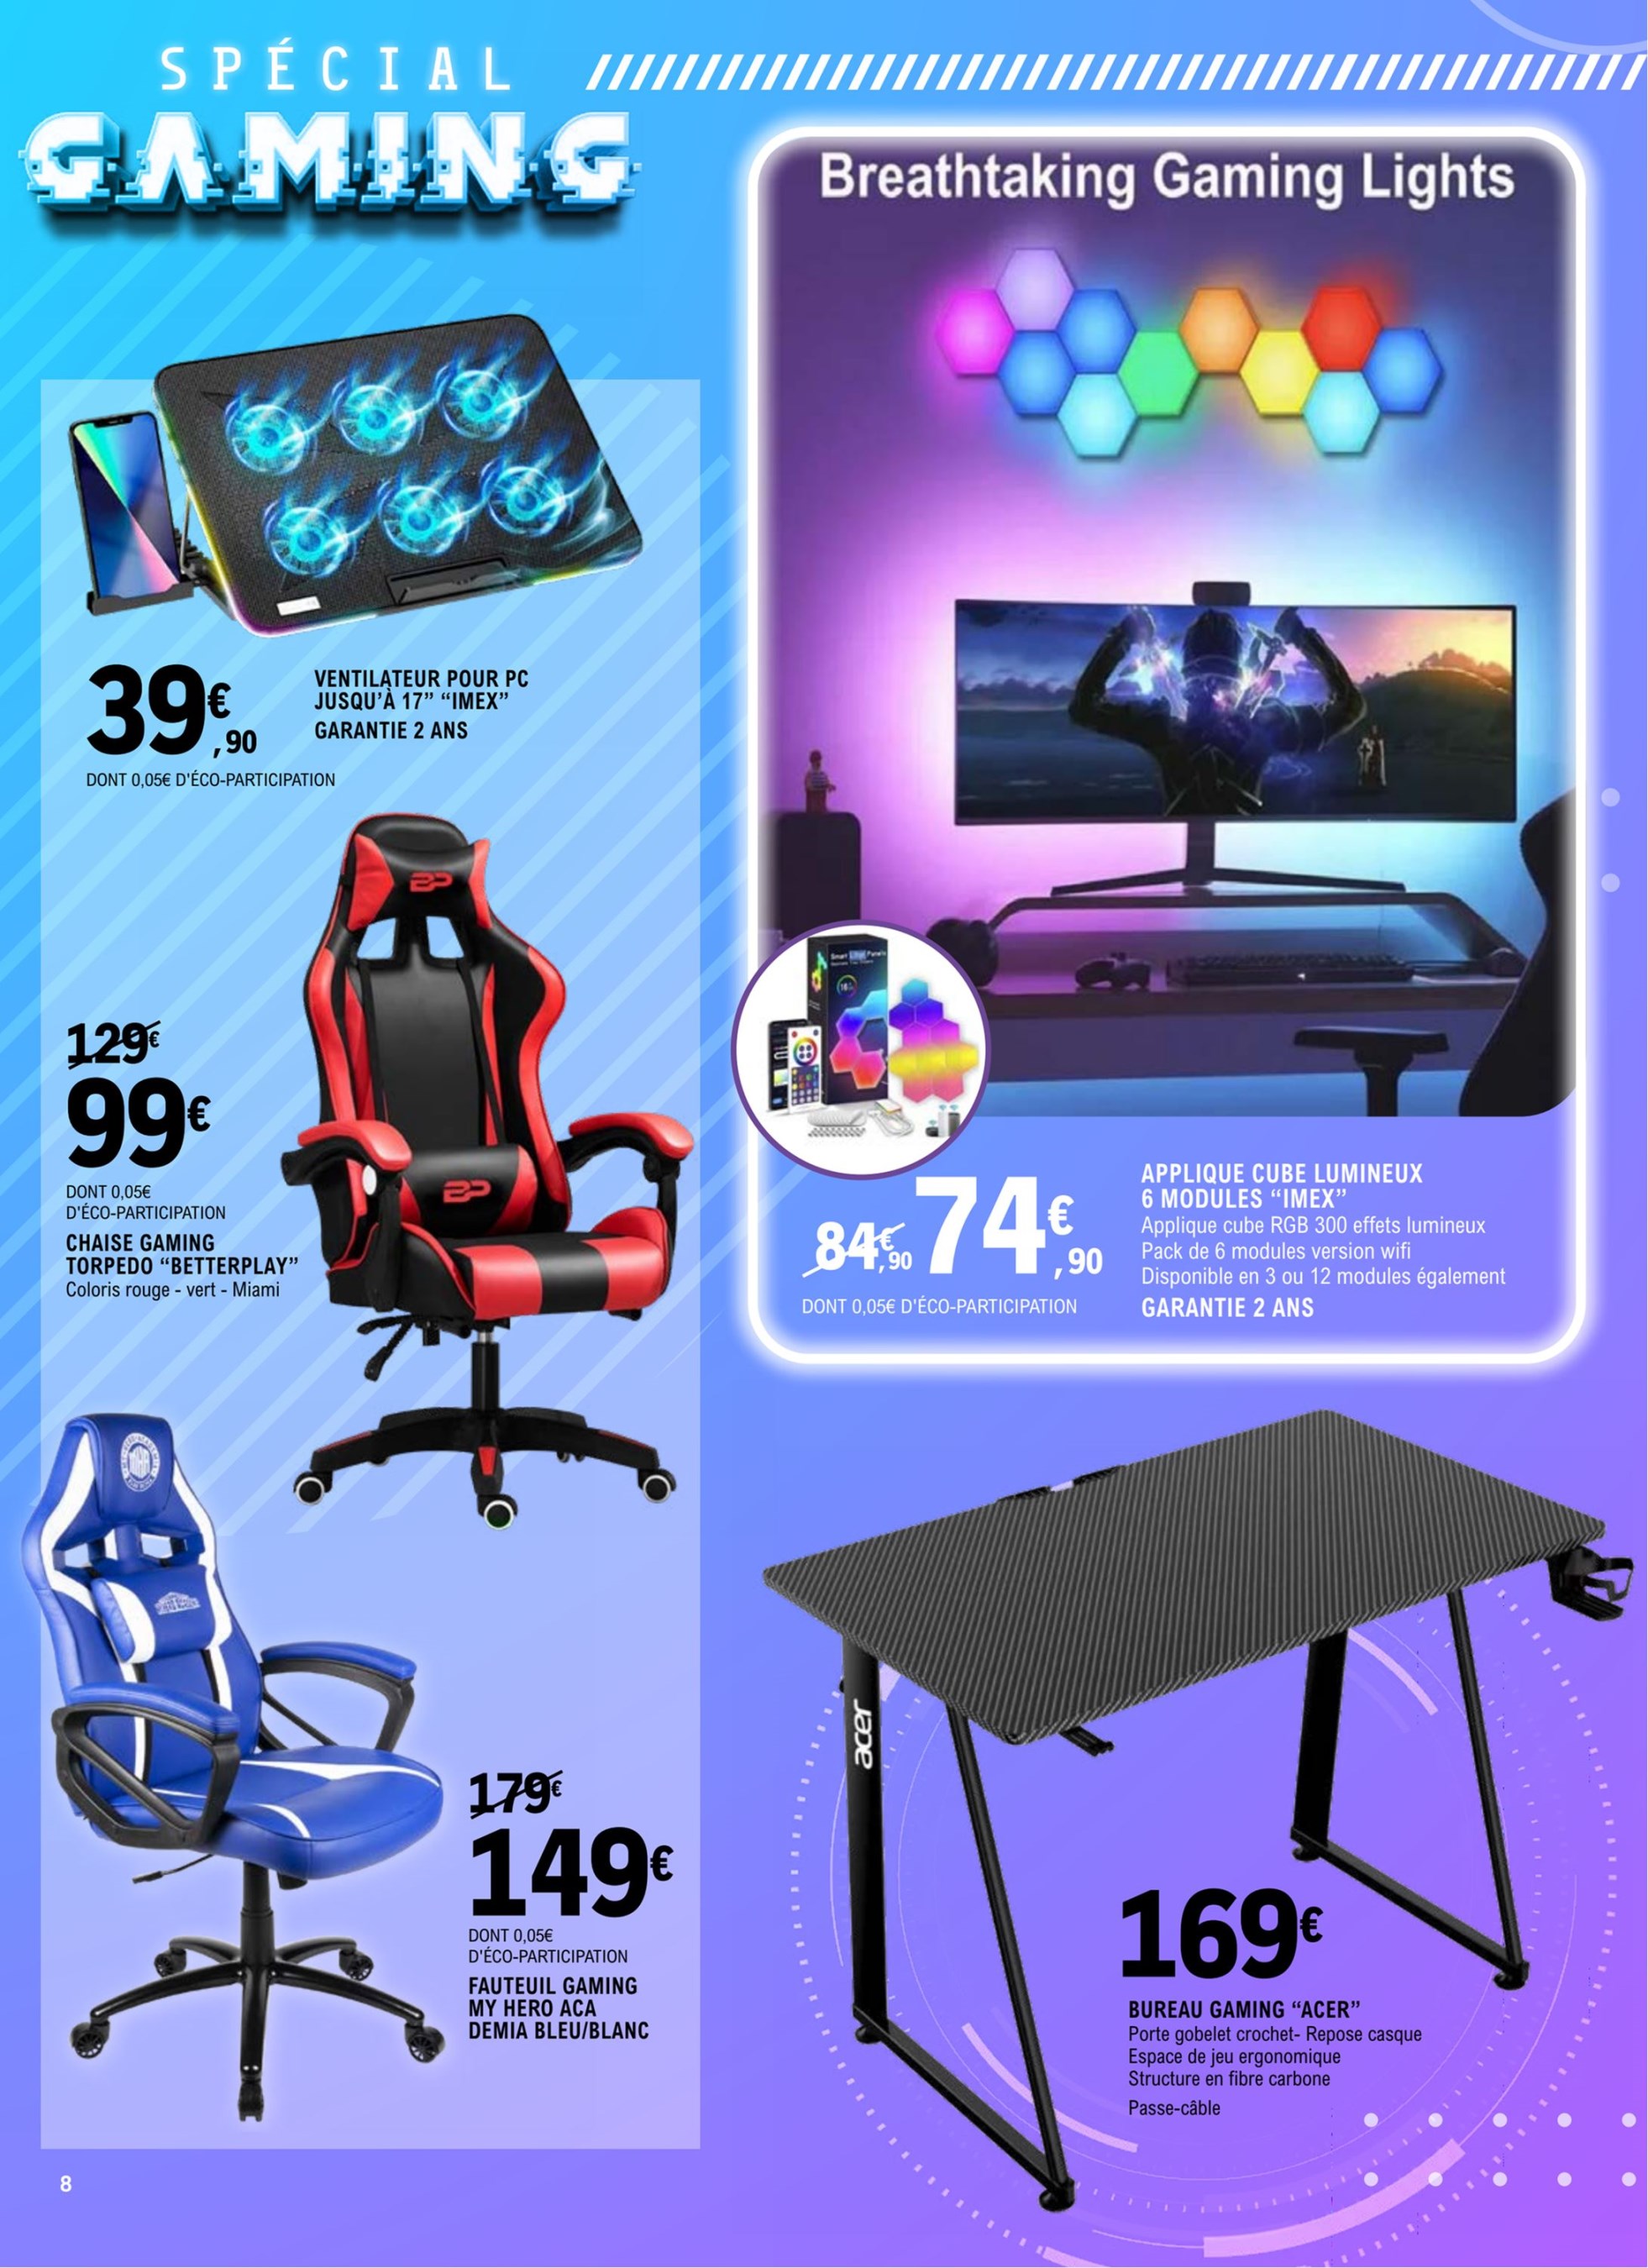 SPÉCIAL
GAMING
Breathtaking Gaming Lights
39€,90
VENTILATEUR POUR PC
JUSQU'À 17” “IMEX”
GARANTIE 2 ANS
DONT 0,05€ D'ÉCO-PARTICIPATION
BP
BP
129€
99€
DONT 0,05€
D'ÉCO-PARTICIPATION
CHAISE GAMING
TORPEDO “BETTERPLAY”
Coloris rouge - vert - Miami
84€,90
74€,90
DONT 0,05€ D'ÉCO-PARTICIPATION
APPLIQUE CUBE LUMINEUX
6 MODULES “IMEX”
Applique cube RGB 300 effets lumineux
Pack de 6 modules version wifi
Disponible en 3 ou 12 modules également
GARANTIE 2 ANS
179€
149€
DONT 0,05€
D'ÉCO-PARTICIPATION
FAUTEUIL GAMING
MY HERO ACA
DEMIA BLEU/BLANC
acer
169€
BUREAU GAMING “ACER”
Porte gobelet crochet- Repose casque
Espace de jeu ergonomique
Structure en fibre carbone
Passe-câble
8